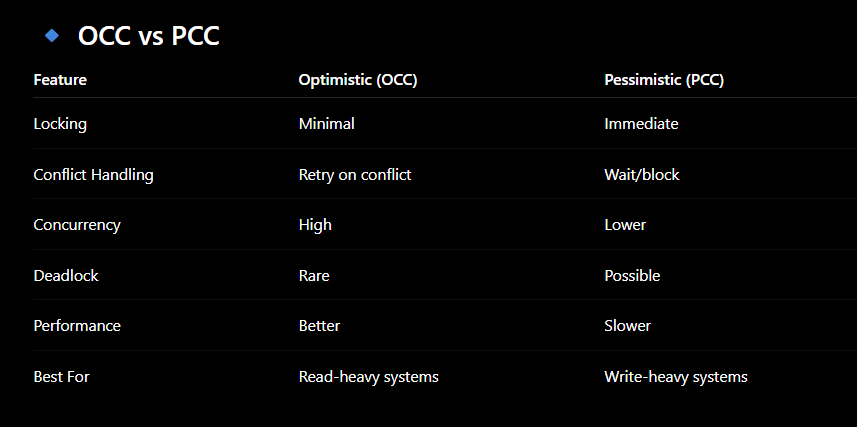 OCC vs PCC
Feature Optimistic (OCC) Pessimistic (PCC)
Locking Minimal Immediate
Conflict Handling Retry on conflict Wait/block
Concurrency High Lower
Deadlock Rare Possible
Performance Better Slower
Best For Read-heavy systems Write-heavy systems